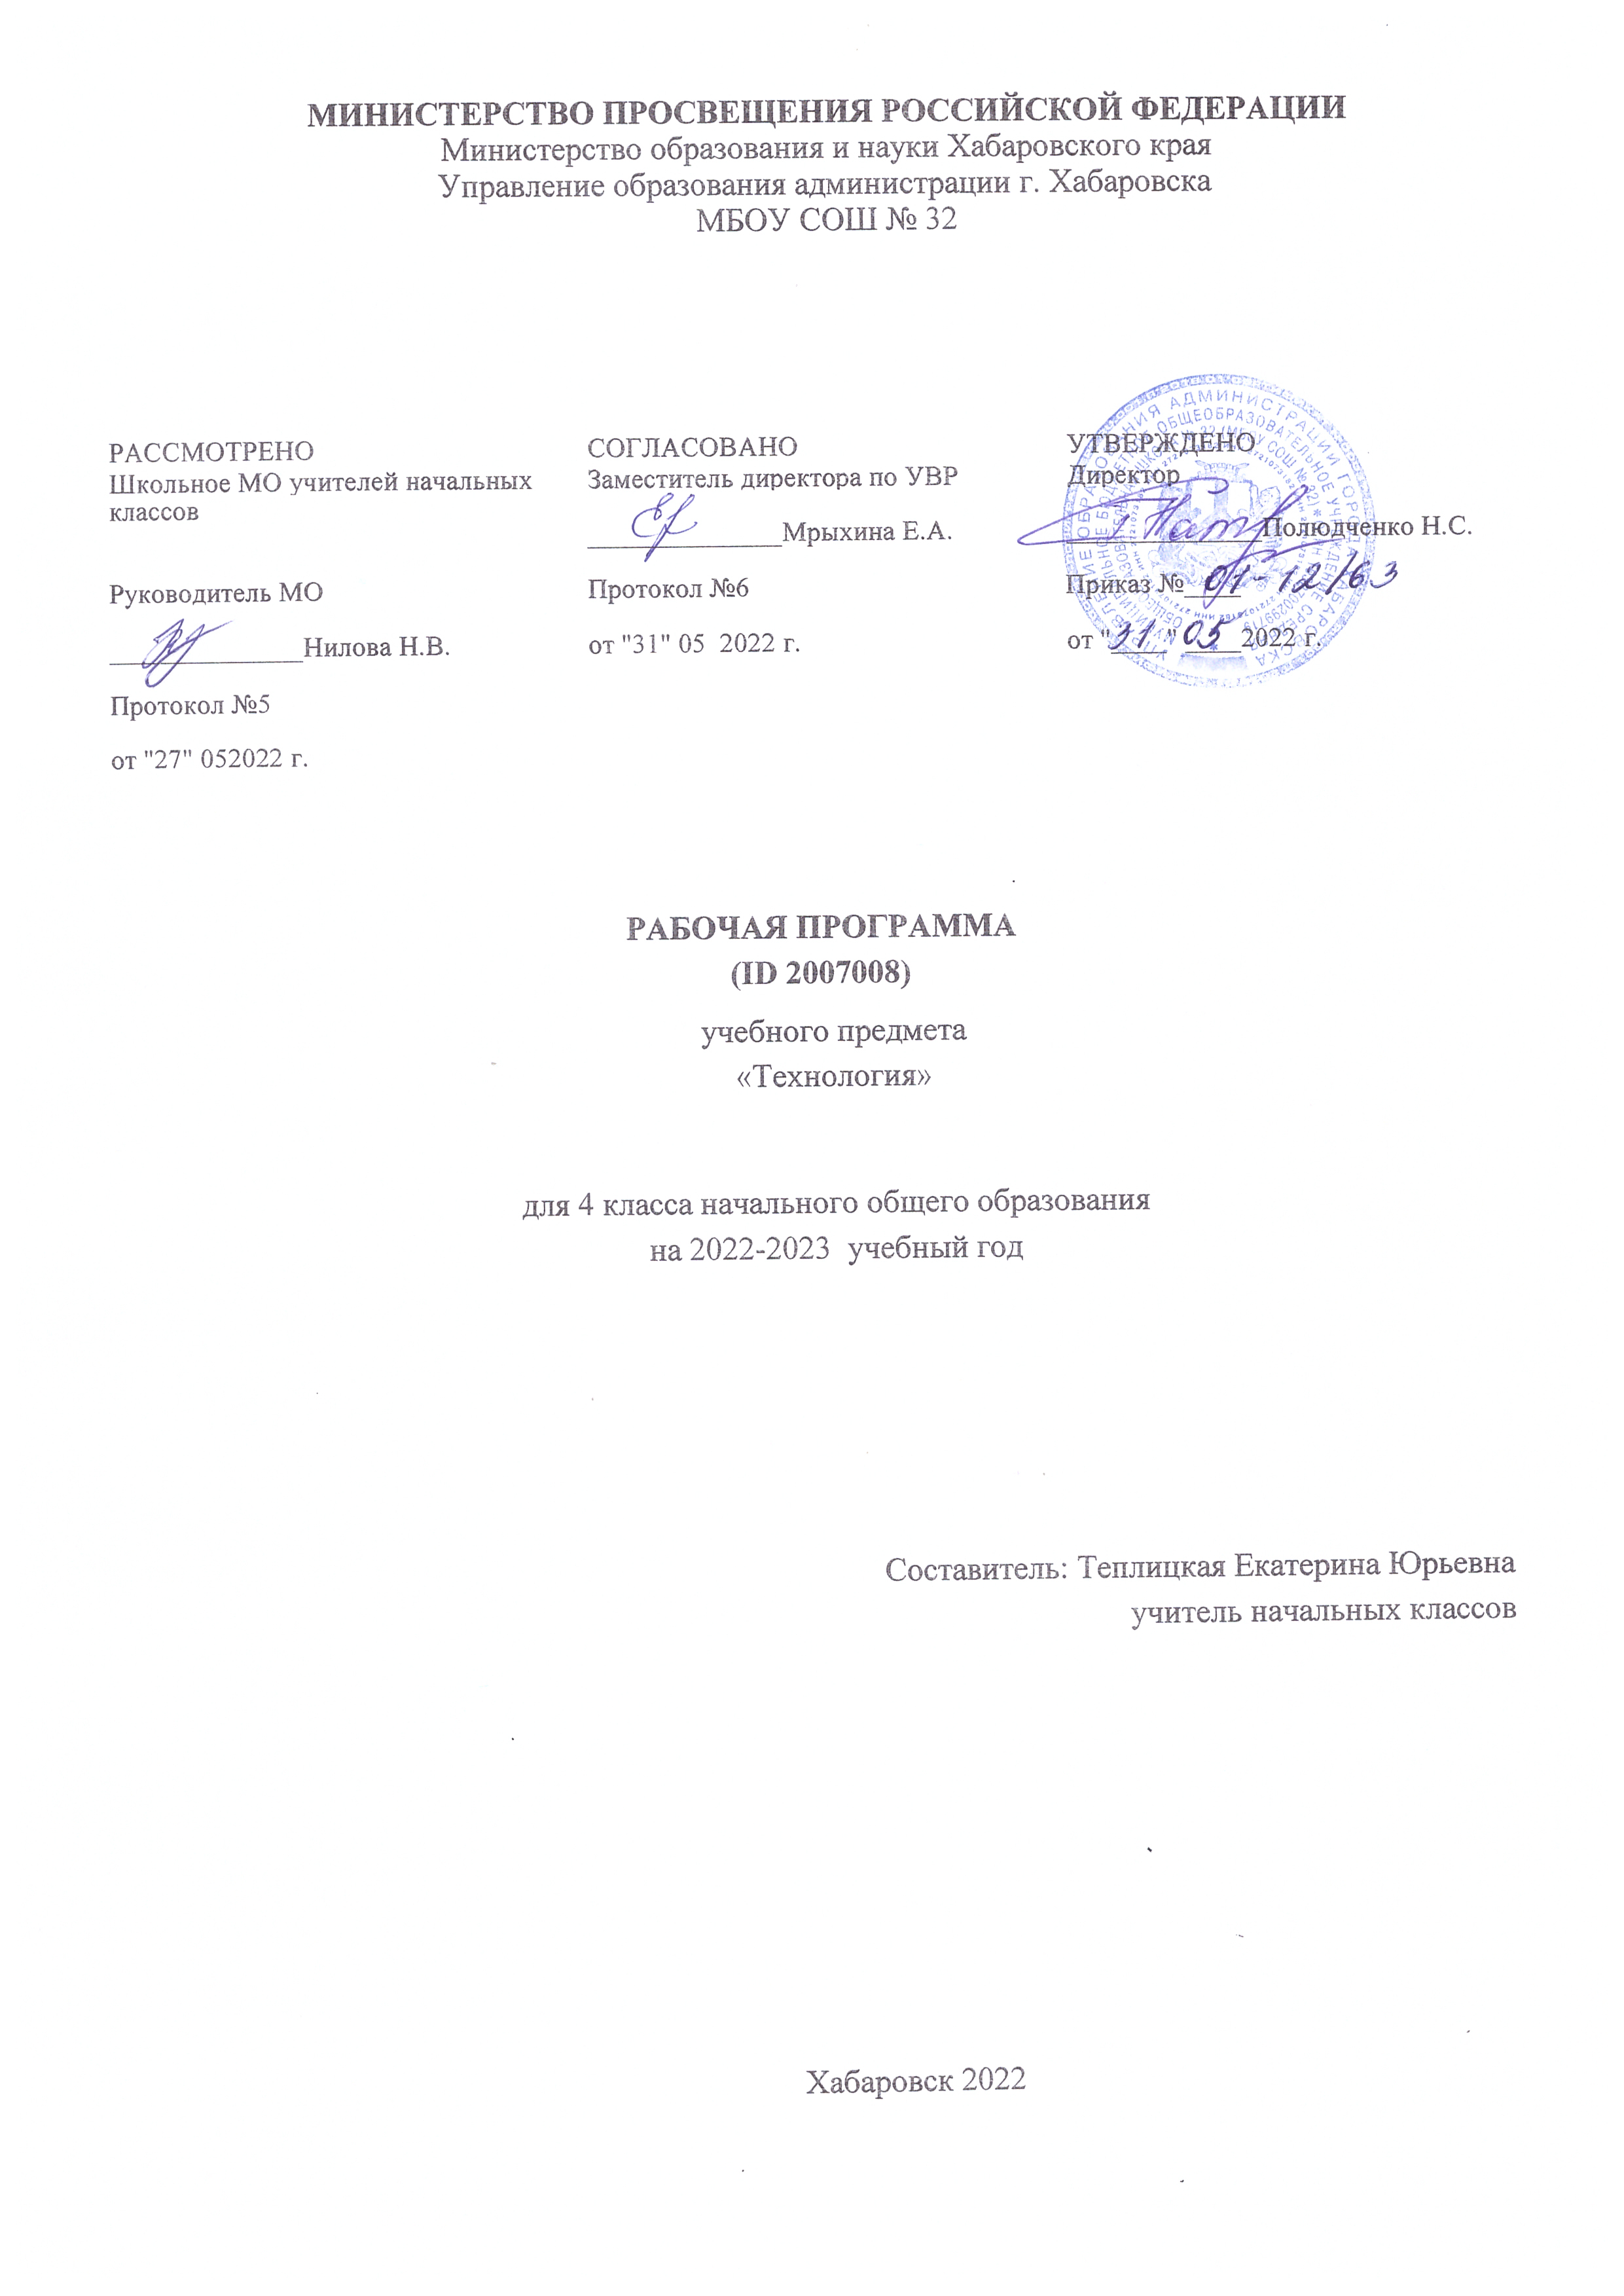 МИНИСТЕРСТВО ПРОСВЕЩЕНИЯ РОССИЙСКОЙ ФЕДЕРАЦИИ
Министерство образования и науки Хабаровского края
Управление образования администрации г. Хабаровска
МБОУ СОШ № 32
РАССМОТРЕНО
Школьное МО учителей начальных
классов
Руководитель МО
______________Нилова Н.В.
Протокол №5
от "27" 052022 г.
СОГЛАСОВАНО
Заместитель директора по УВР
______________Мрыхина Е.А.
Протокол №6
от "31" 05 2022 г.
УТВЕРЖДЕНО
Директор
______________Полюдченко Н.С.
Приказ № 01-12/63
от "31" 05 2022 г.
РАБОЧАЯ ПРОГРАММА
(ID 2007008)
учебного предмета
«Технология»
для 4 класса начального общего образования
на 2022-2023 учебный год
Составитель: Теплицкая Екатерина Юрьевна
учитель начальных классов
Хабаровск 2022